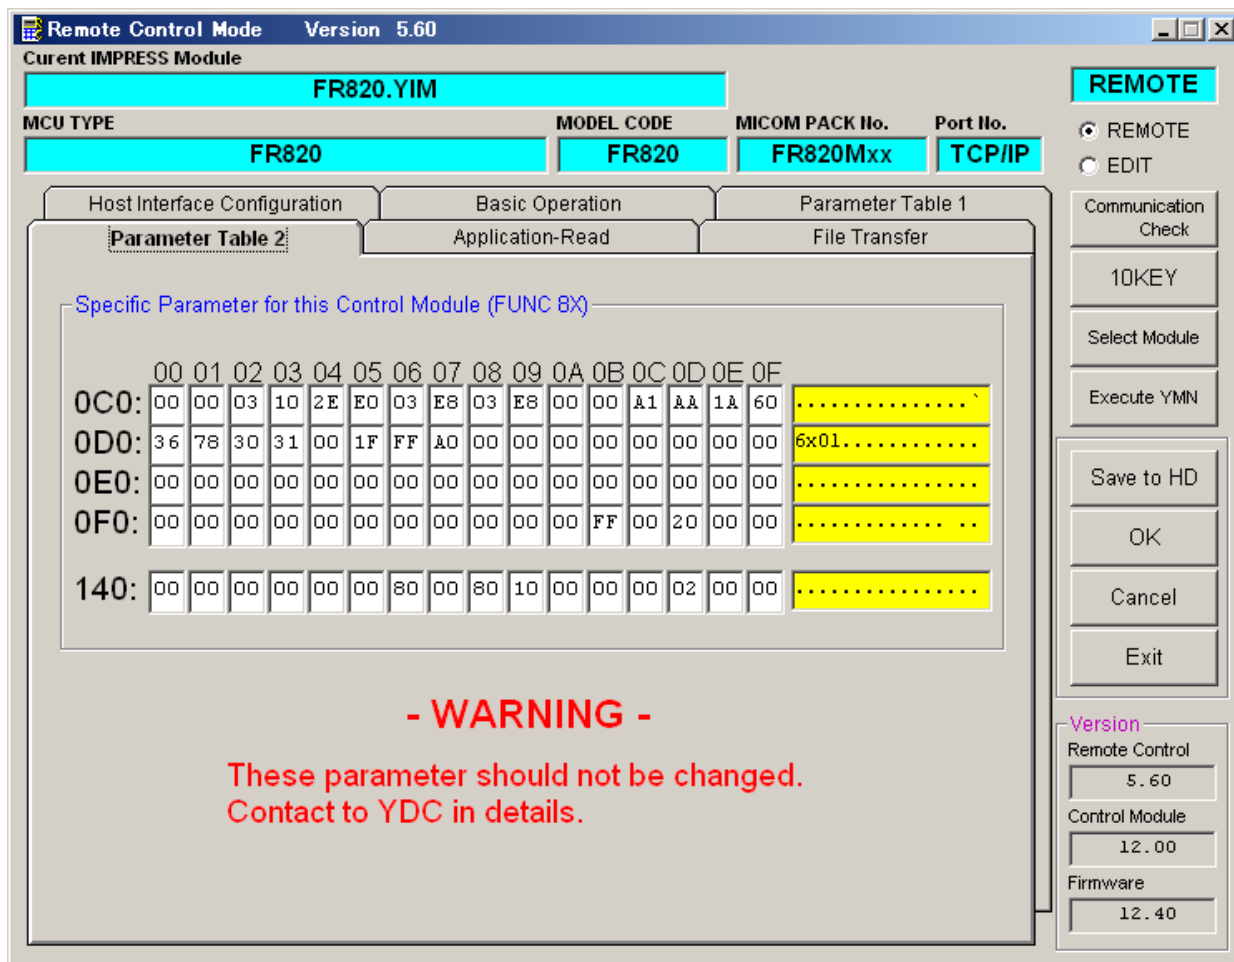 Remote Control Mode Version 5.60
Curent IMPRESS Module
FR820.YIM
MCU TYPE MODEL CODE MICOM PACK No. Port No.
FR820 FR820 FR820Mxx TCP/IP
Host Interface Configuration Basic Operation Parameter Table 1
Parameter Table 2 Application-Read File Transfer
Specific Parameter for this Control Module (FUNC 8X)
00 01 02 03 04 05 06 07 08 09 0A 0B 0C 0D 0E 0F
0C0: 00 00 03 10 2E E0 03 E8 03 E8 00 00 A1 AA 1A 60 ...............`
0D0: 36 78 30 31 00 1F FF A0 00 00 00 00 00 00 00 00 6x01............
0E0: 00 00 00 00 00 00 00 00 00 00 00 00 00 00 00 00 ................
0F0: 00 00 00 00 00 00 00 00 00 00 00 FF 00 20 00 00 ............. ..
140: 00 00 00 00 00 00 80 00 80 10 00 00 00 02 00 00 ................
- WARNING -
These parameter should not be changed.
Contact to YDC in details.
REMOTE
REMOTE
EDIT
Communication
Check
10KEY
Select Module
Execute YMN
Save to HD
OK
Cancel
Exit
Version
Remote Control
5.60
Control Module
12.00
Firmware
12.40